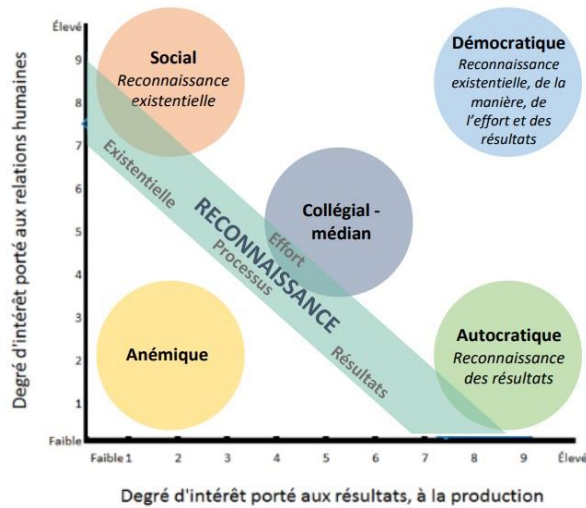 Élevé
9
8
7
6
5
4
3
2
1
Faible
Degré d'intérêt porté aux relations humaines
Social
Reconnaissance
existentielle
Démocratique
Reconnaissance
existentielle, de la
manière, de
l'effort et des
résultats
Existentielle
RECONNAISSANCE
Effort
Processus
Résultats
Collégial -
médian
Anémique
Autocratique
Reconnaissance
des résultats
Faible 1 2 3 4 5 6 7 8 9 Élevé
Degré d'intérêt porté aux résultats, à la production